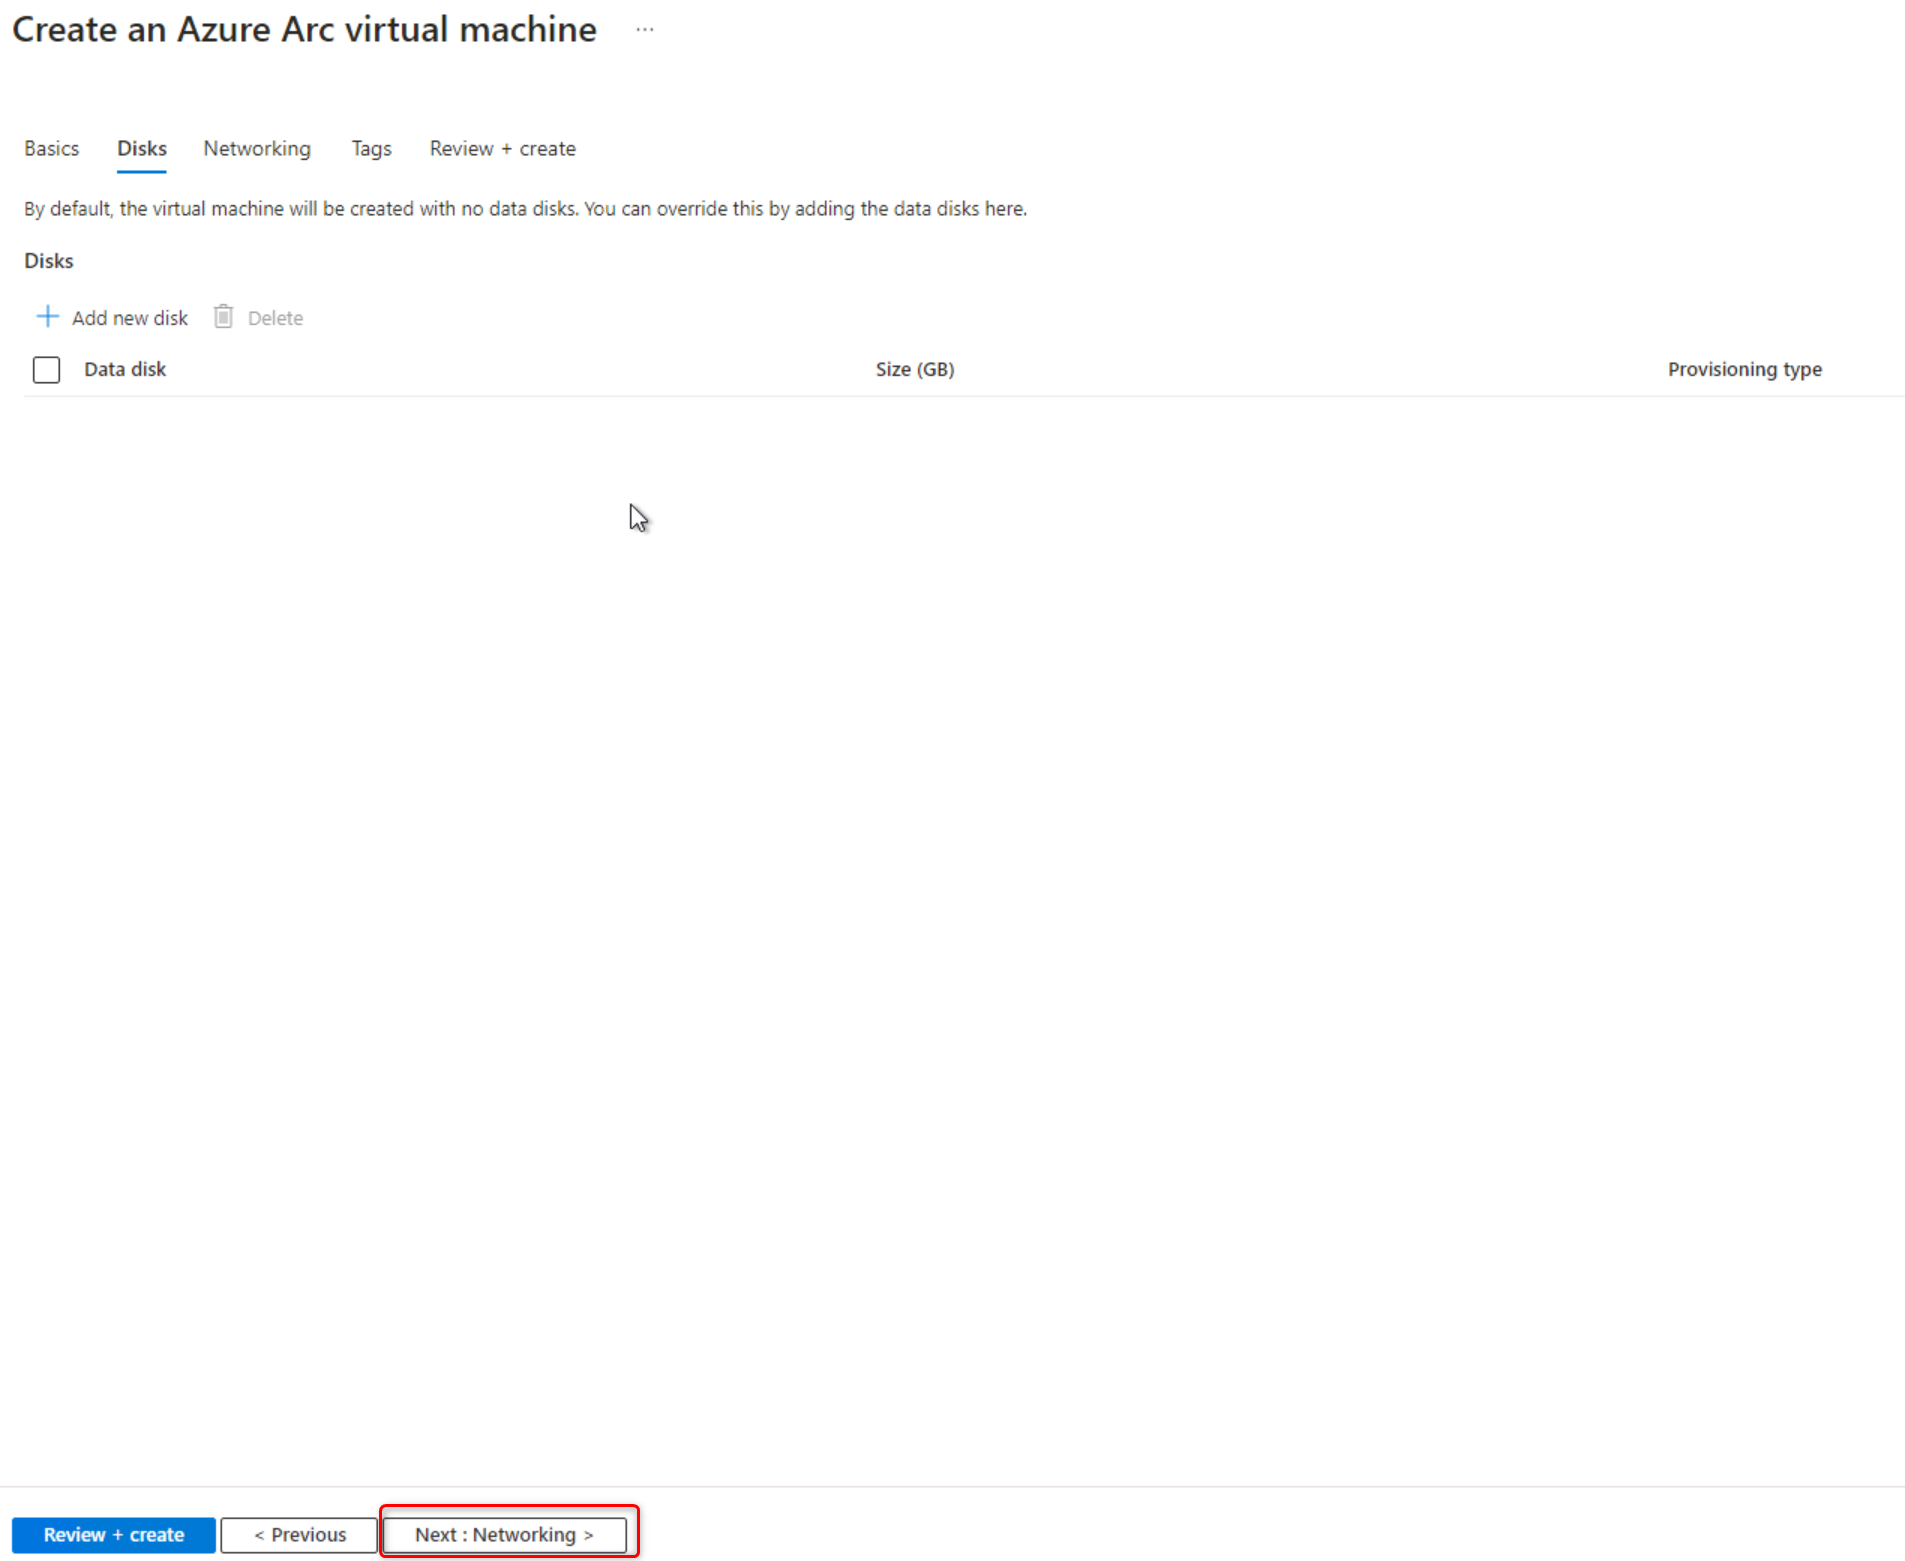 Create an Azure Arc virtual machine ...
Basics Disks Networking Tags Review + create
By default, the virtual machine will be created with no data disks. You can override this by adding the data disks here.
Disks
Add new disk Delete
Data disk Size (GB) Provisioning type
Review + create < Previous Next : Networking >